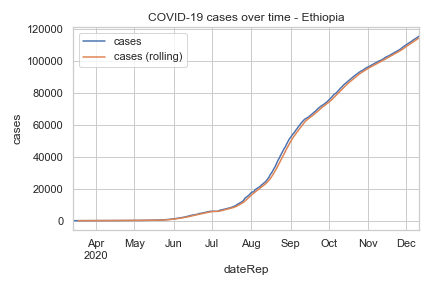 COVID-19 cases over time - Ethiopia
cases
cases (rolling)
120000
100000
80000
60000
40000
20000
0
cases
Apr May Jun Jul Aug Sep Oct Nov Dec
2020
dateRep